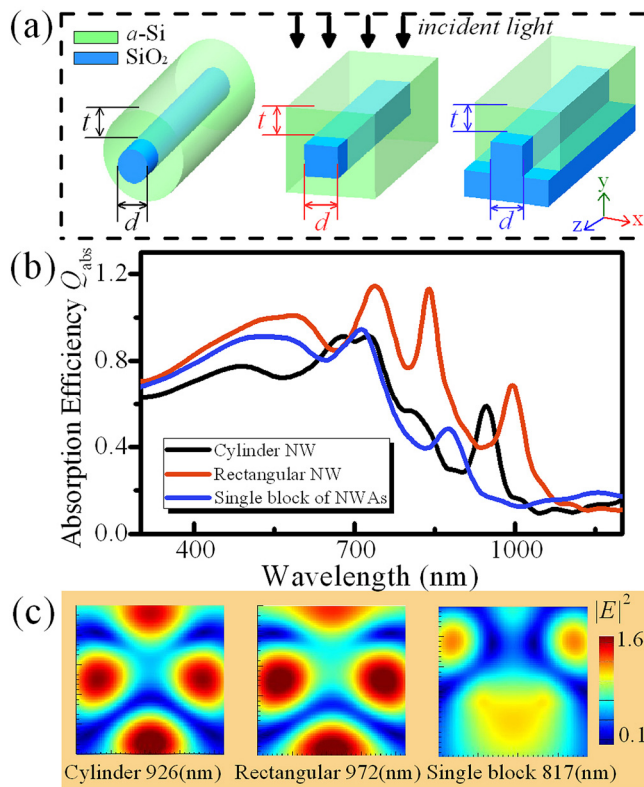 (a)
a-Si
SiO₂
incident light
t
d
t
d
t
d
y
x
z
(b)
Absorption Efficiency Q_abs
1.2
0.8
0.4
0.0
Cylinder NW
Rectangular NW
Single block of NWAs
400 700 1000
Wavelength (nm)
(c)
|E|²
1.6
0.1
Cylinder 926(nm) Rectangular 972(nm) Single block 817(nm)